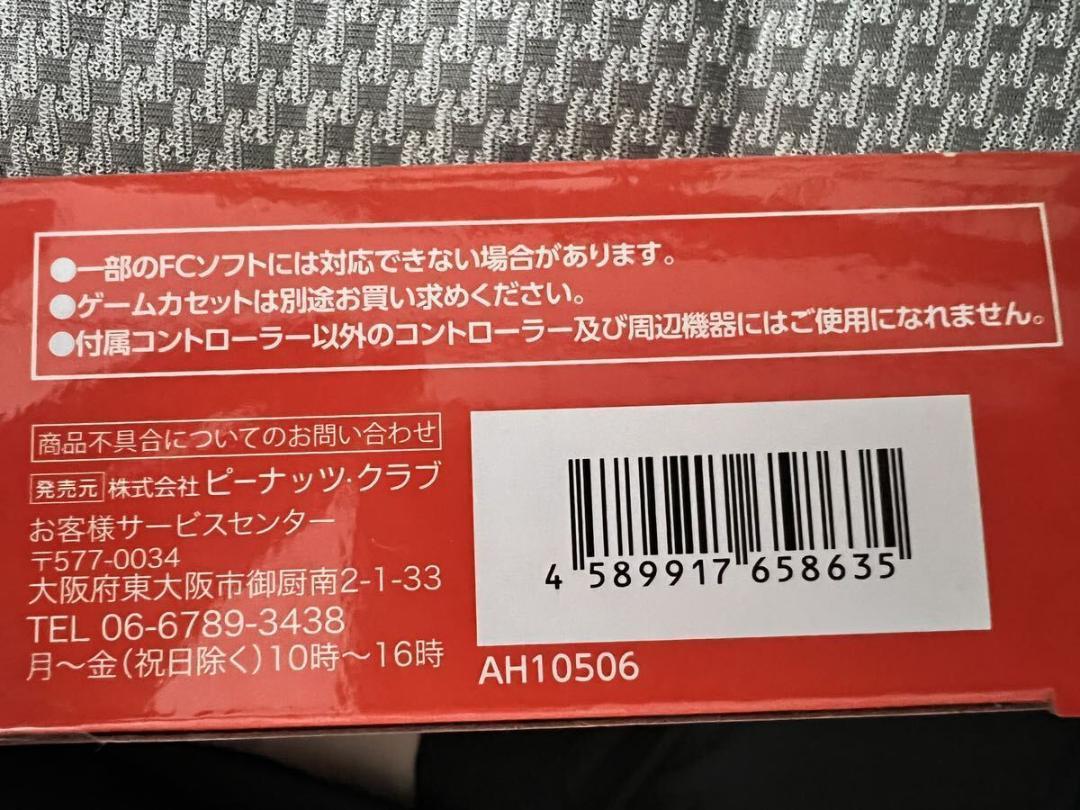 ●一部のFCソフトには対応できない場合があります。
●ゲームカセットは別途お買い求めください。
●付属コントローラー以外のコントローラー及び周辺機器にはご使用になれません。
商品不具合についてのお問い合わせ
発売元 株式会社 ピーナッツ・クラブ
お客様サービスセンター
〒577-0034
大阪府東大阪市御厨南2-1-33
TEL 06-6789-3438
月～金(祝日除く)10時～16時
4 589917 658635
AH10506